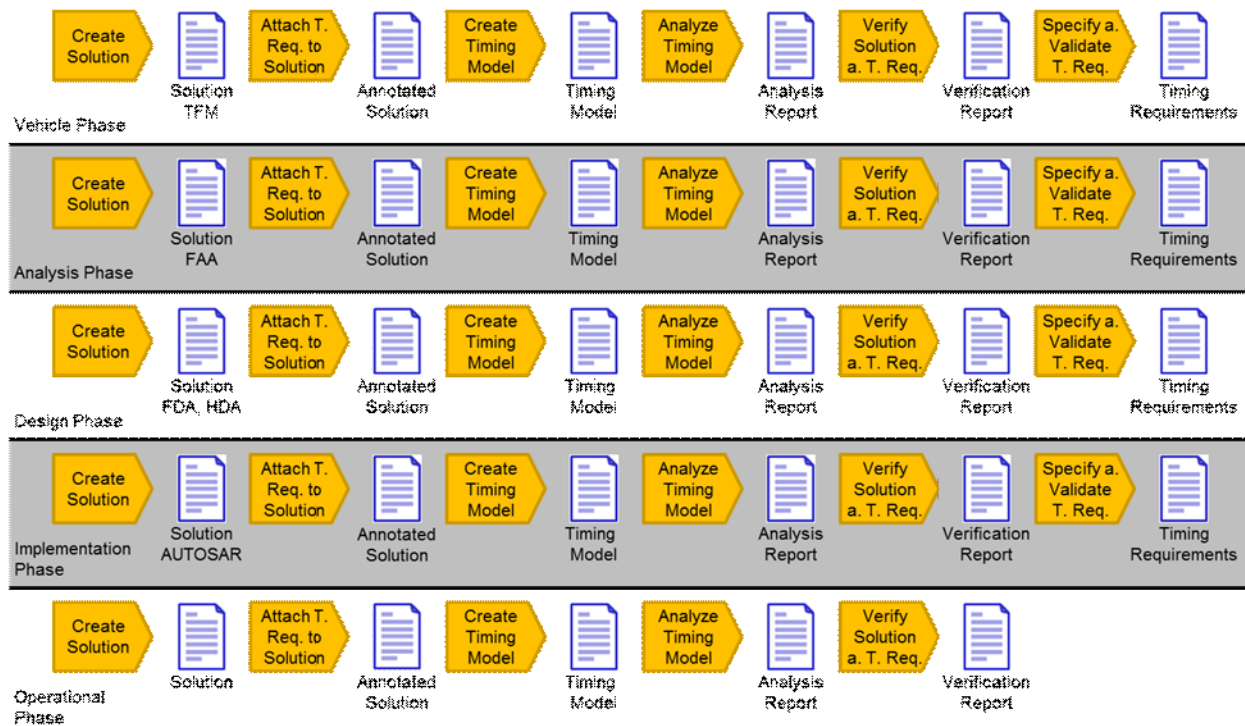 Create
Solution
Attach T.
Req. to
Solution
Create
Timing
Model
Analyze
Timing
Model
Verify
Solution
a. T. Req.
Specify a.
Validate
T. Req.
Solution
TFM
Annotated
Solution
Timing
Model
Analysis
Report
Verification
Report
Timing
Requirements
Vehicle Phase
Create
Solution
Attach T.
Req. to
Solution
Create
Timing
Model
Analyze
Timing
Model
Verify
Solution
a. T. Req.
Specify a.
Validate
T. Req.
Solution
FAA
Annotated
Solution
Timing
Model
Analysis
Report
Verification
Report
Timing
Requirements
Analysis Phase
Create
Solution
Attach T.
Req. to
Solution
Create
Timing
Model
Analyze
Timing
Model
Verify
Solution
a. T. Req.
Specify a.
Validate
T. Req.
Solution
FDA, HDA
Annotated
Solution
Timing
Model
Analysis
Report
Verification
Report
Timing
Requirements
Design Phase
Create
Solution
Attach T.
Req. to
Solution
Create
Timing
Model
Analyze
Timing
Model
Verify
Solution
a. T. Req.
Specify a.
Validate
T. Req.
Solution
AUTOSAR
Annotated
Solution
Timing
Model
Analysis
Report
Verification
Report
Timing
Requirements
Implementation
Phase
Create
Solution
Attach T.
Req. to
Solution
Create
Timing
Model
Analyze
Timing
Model
Verify
Solution
a. T. Req.
Solution
Annotated
Solution
Timing
Model
Analysis
Report
Verification
Report
Operational
Phase